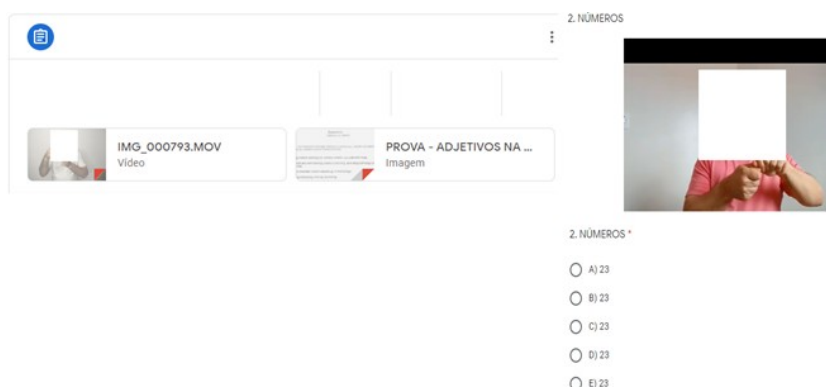 IMG_000793.MOV
Vídeo
PROVA - ADJETIVOS NA ...
Imagem
2. NÚMEROS
2. NÚMEROS *
A) 23
B) 23
C) 23
D) 23
E) 23